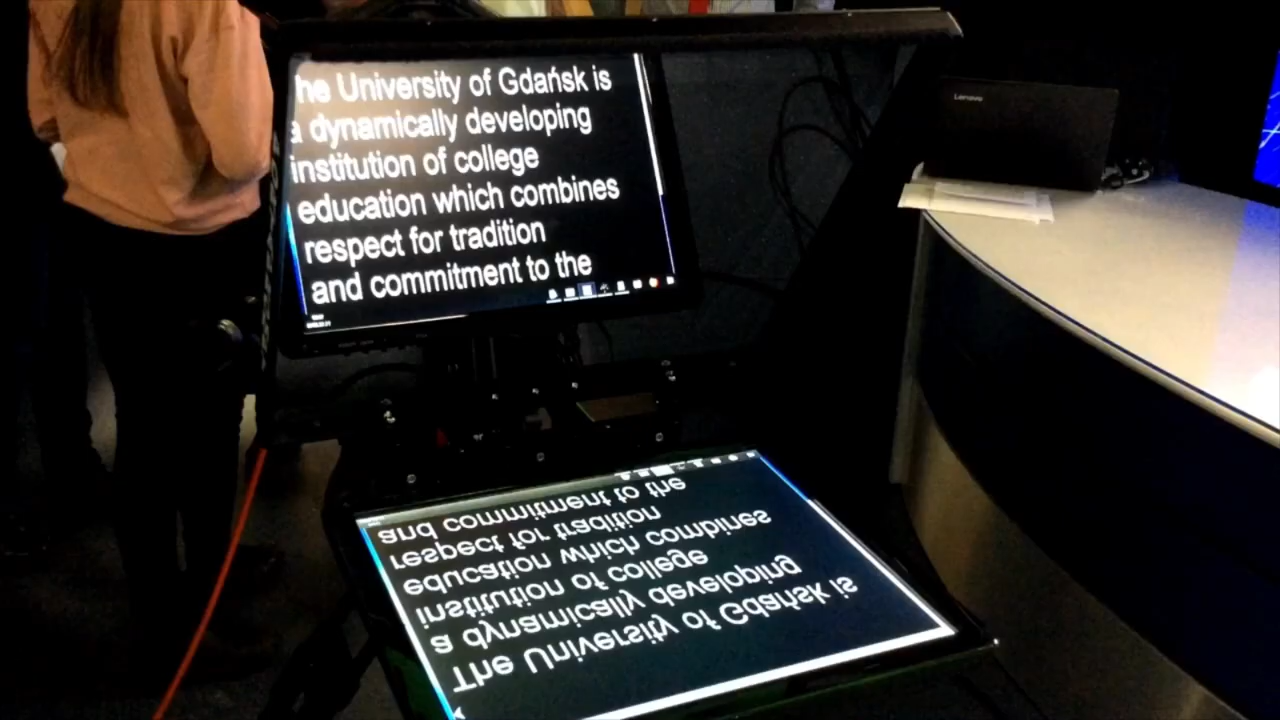 he University of Gdańsk is
a dynamically developing
institution of college
education which combines
respect for tradition
and commitment to the
Lenovo
and commitment to the
respect for tradition
education which combines
institution of college
a dynamically developing
The University of Gdańsk is